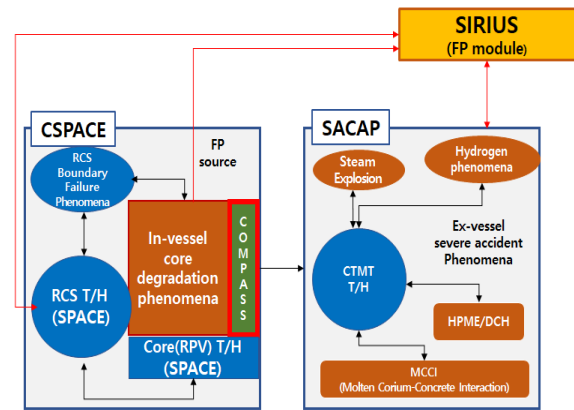 SIRIUS
(FP module)
CSPACE
FP
source
RCS
Boundary
Failure
Phenomena
In-vessel
core
degradation
phenomena
COMPASS
RCS T/H
(SPACE)
Core(RPV) T/H
(SPACE)
SACAP
Steam
Explosion
Hydrogen
phenomena
Ex-vessel
severe accident
Phenomena
CTMT
T/H
HPME/DCH
MCCI
(Molten Corium-Concrete Interaction)